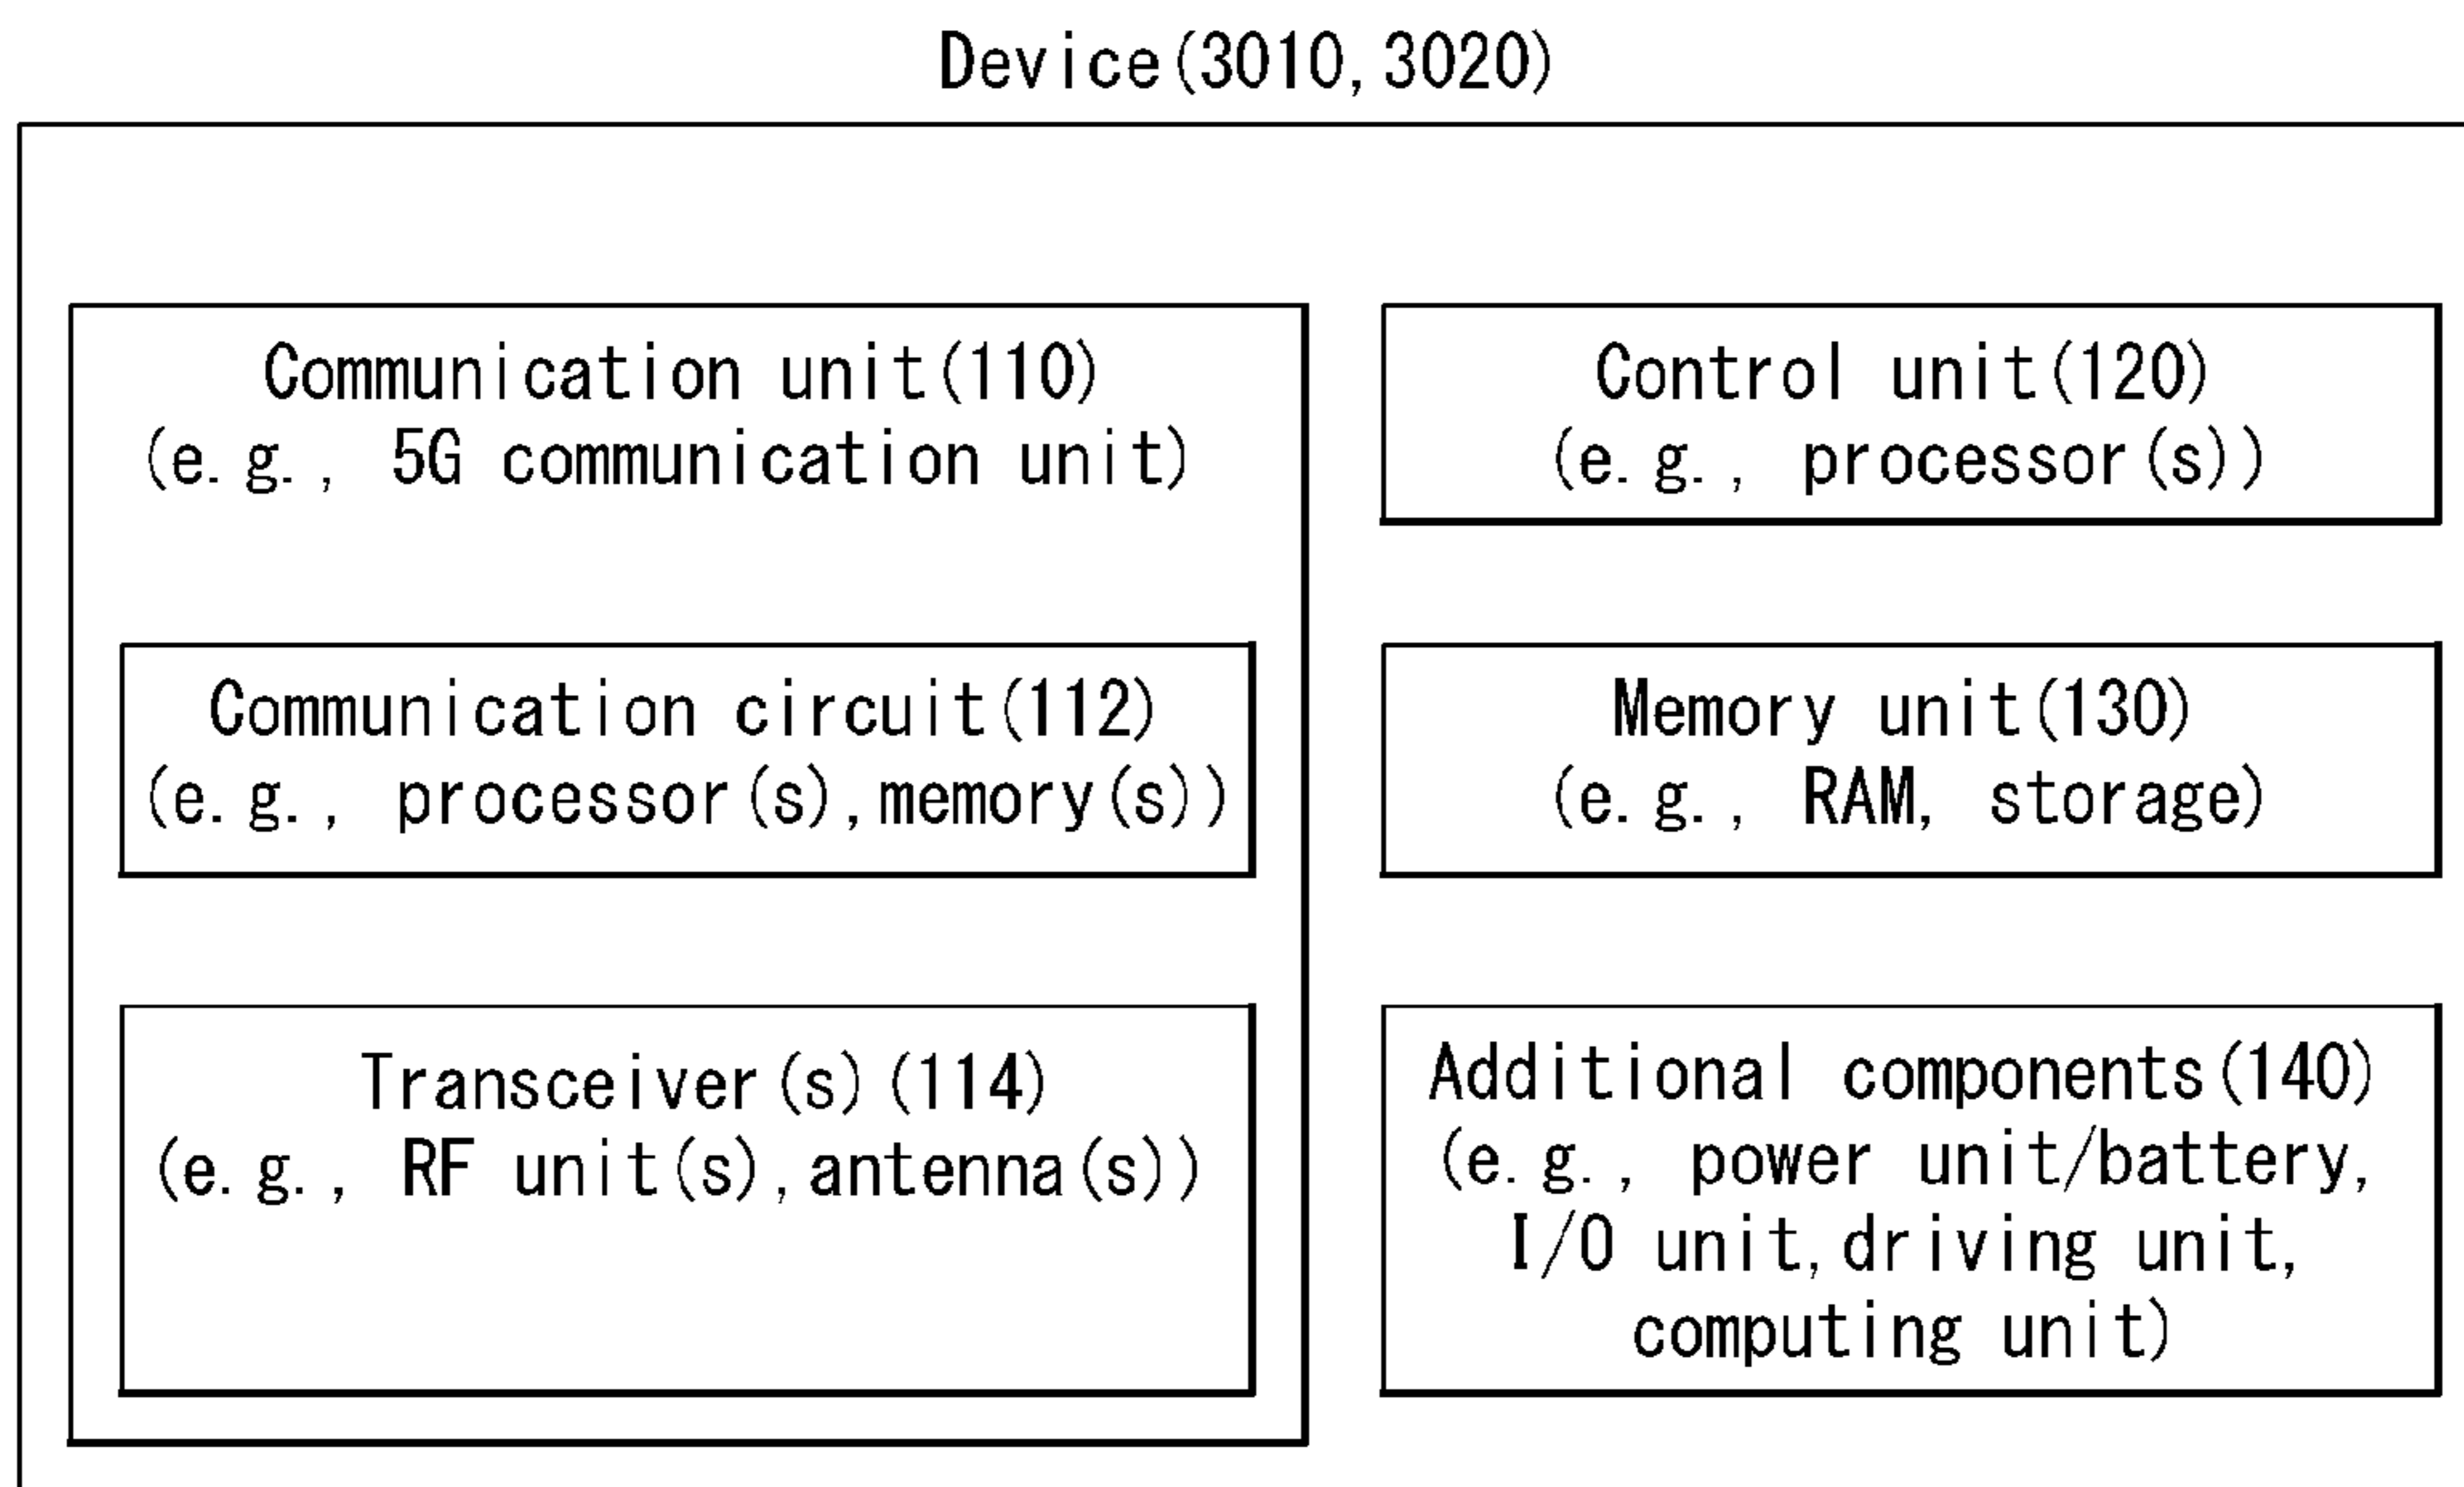 Device(3010,3020)
Communication unit(110)
(e.g., 5G communication unit)
Communication circuit(112)
(e.g., processor(s),memory(s))
Transceiver(s)(114)
(e.g., RF unit(s),antenna(s))
Control unit(120)
(e.g., processor(s))
Memory unit(130)
(e.g., RAM, storage)
Additional components(140)
(e.g., power unit/battery,
I/O unit,driving unit,
computing unit)